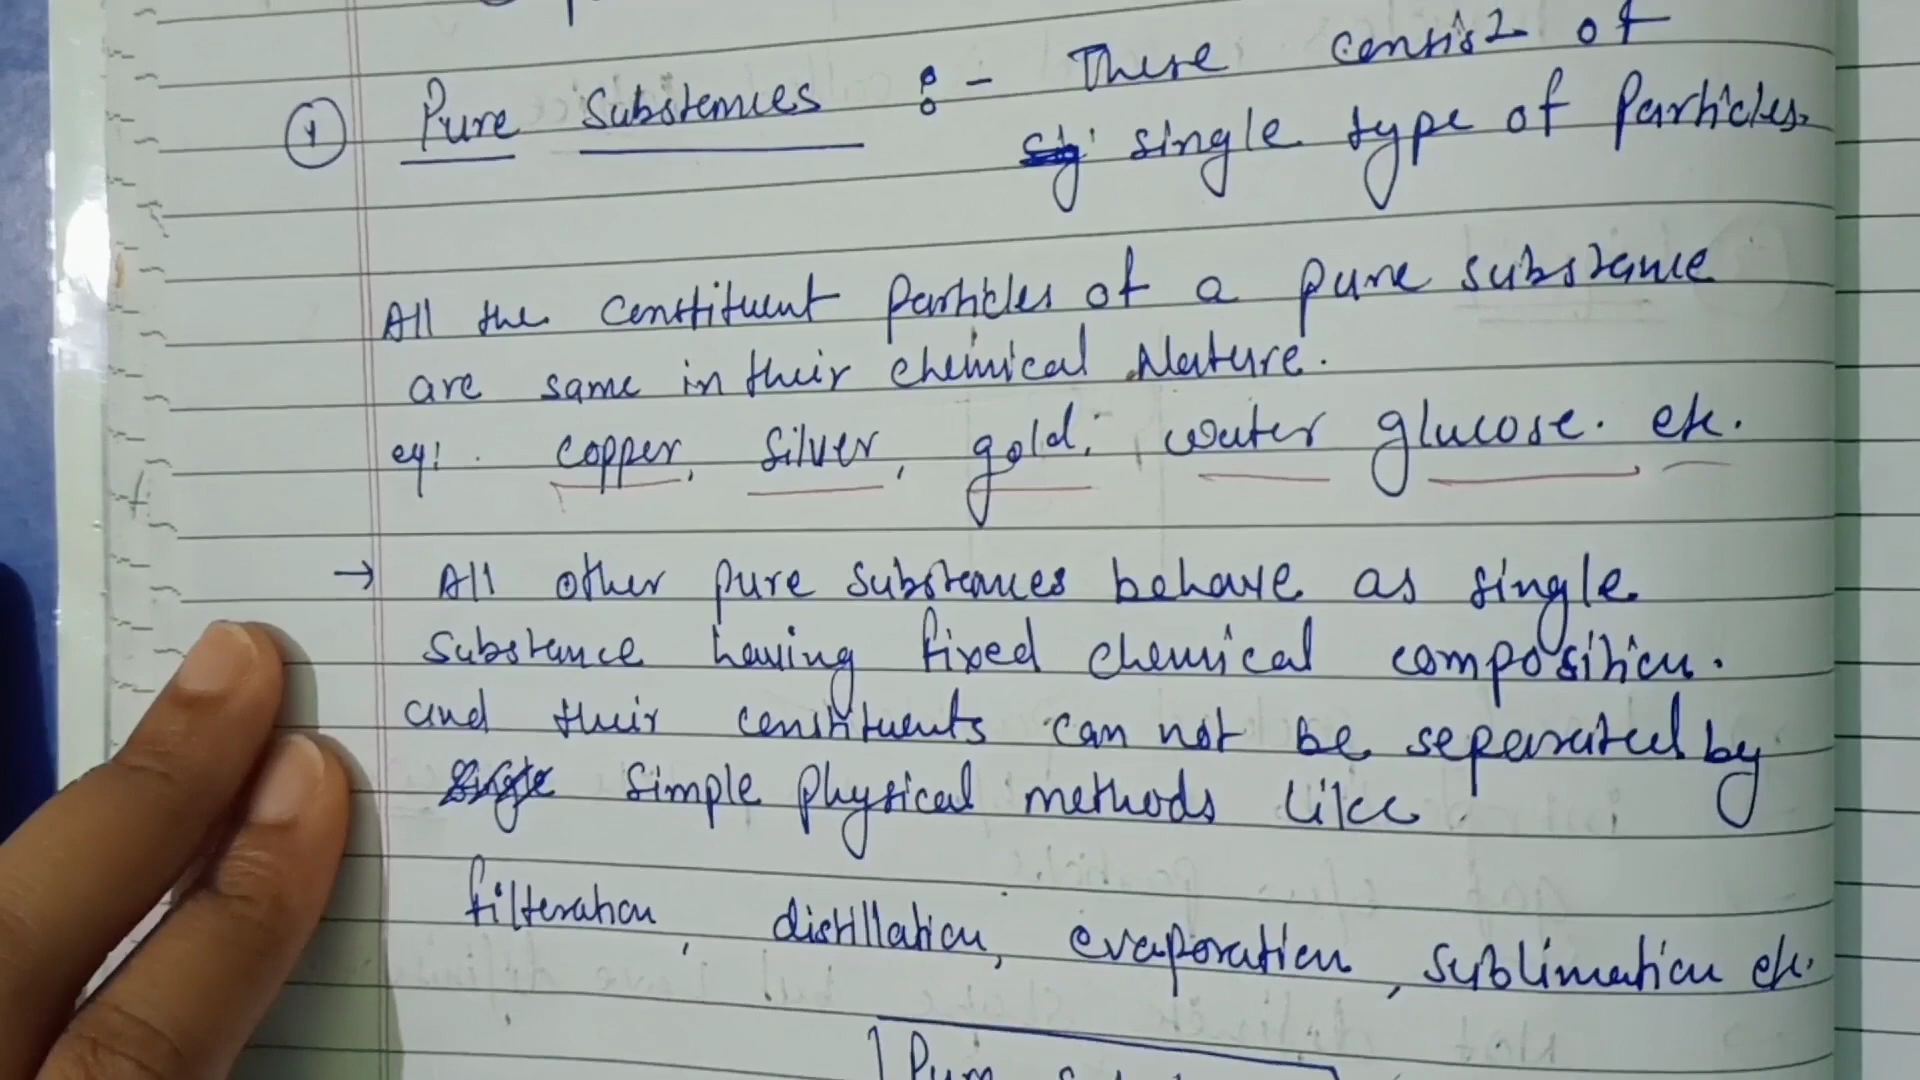 ① Pure Substances :- These consist of
single type of Particles.
All the constituent particles of a pure substance
are same in their chemical Nature.
eg: . copper, silver, gold, water glucose. etc.
→ All other pure substances behave as single
substance having fixed chemical composition.
and their constituents can not be seperated by
simple physical methods like
filteration, distillation, evaporation, sublimation etc.